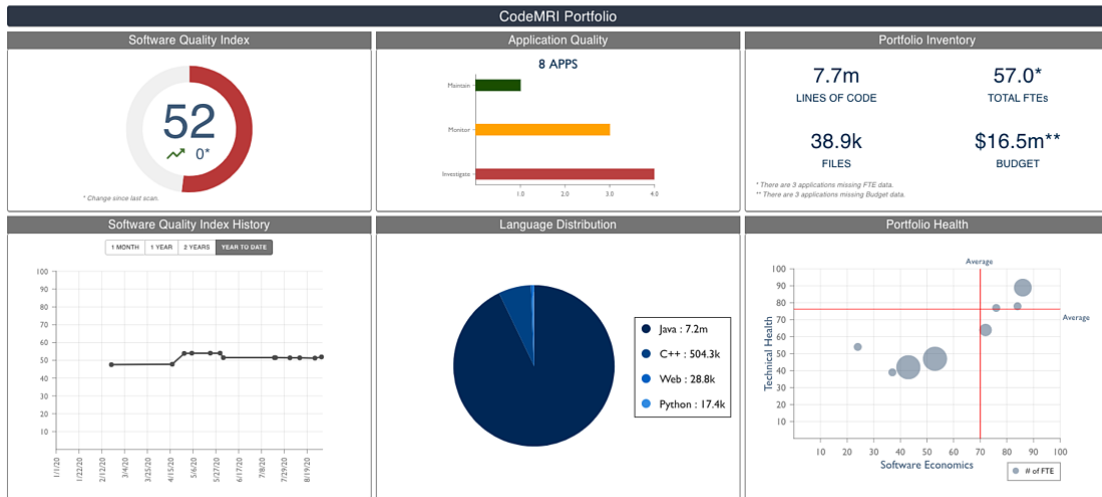 CodeMRI Portfolio
Software Quality Index
52
0*
* Change since last scan.
Application Quality
8 APPS
Maintain
Monitor
Investigate
1.0
2.0
3.0
4.0
Portfolio Inventory
7.7m
LINES OF CODE
57.0*
TOTAL FTEs
38.9k
FILES
$16.5m**
BUDGET
* There are 3 applications missing FTE data.
** There are 3 applications missing Budget data.
Software Quality Index History
1 MONTH
1 YEAR
2 YEARS
YEAR TO DATE
100
90
80
70
60
50
40
30
20
10
1/1/20
1/22/20
2/12/20
3/4/20
3/25/20
4/15/20
5/6/20
5/27/20
6/17/20
7/8/20
7/29/20
8/19/20
Language Distribution
Java : 7.2m
C++ : 504.3k
Web : 28.8k
Python : 17.4k
Portfolio Health
Average
Average
Technical Health
100
90
80
70
60
50
40
30
20
10
10
20
30
40
50
60
70
80
90
100
Software Economics
# of FTE